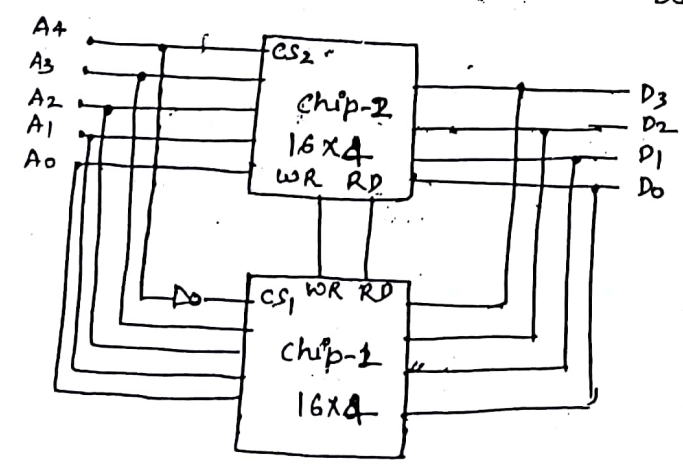 A4
A3
A2
A1
A0
CS2
Chip-2
16x4
WR RD
D3
D2
D1
D0
WR RD
CS1
Chip-1
16x4